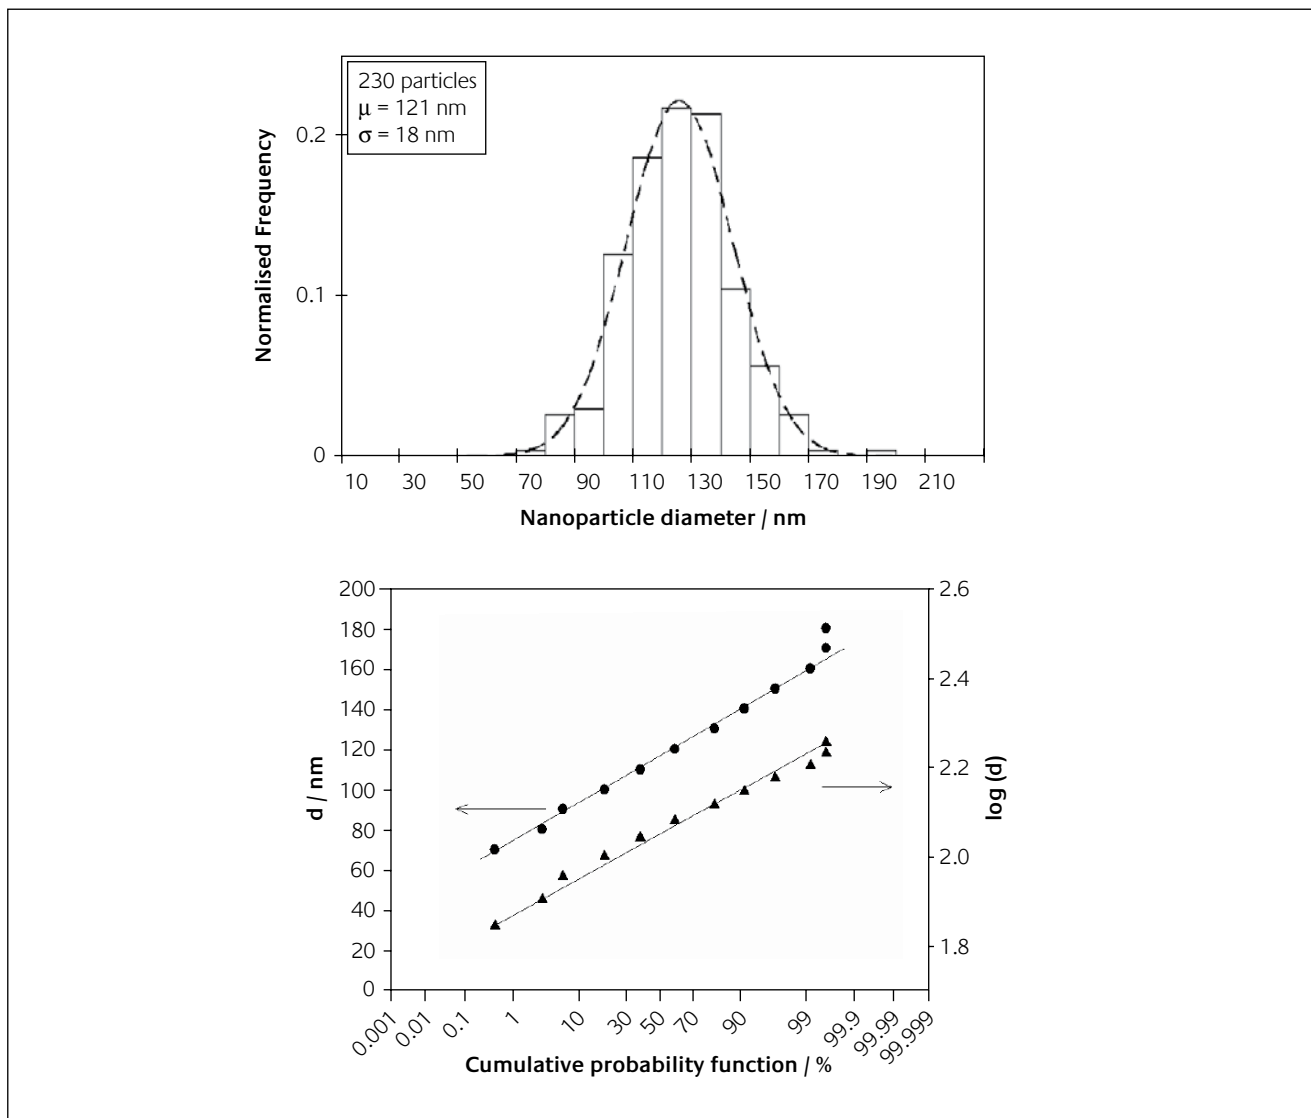 230 particles
μ = 121 nm
σ = 18 nm
Normalised Frequency
0.2
0.1
0
10 30 50 70 90 110 130 150 170 190 210
Nanoparticle diameter / nm
200
180
160
140
120
100
80
60
40
20
0
d / nm
2.6
2.4
2.2
2.0
1.8
log (d)
0.001 0.01 0.1 1 10 30 50 70 90 99 99.9 99.99 99.999
Cumulative probability function / %